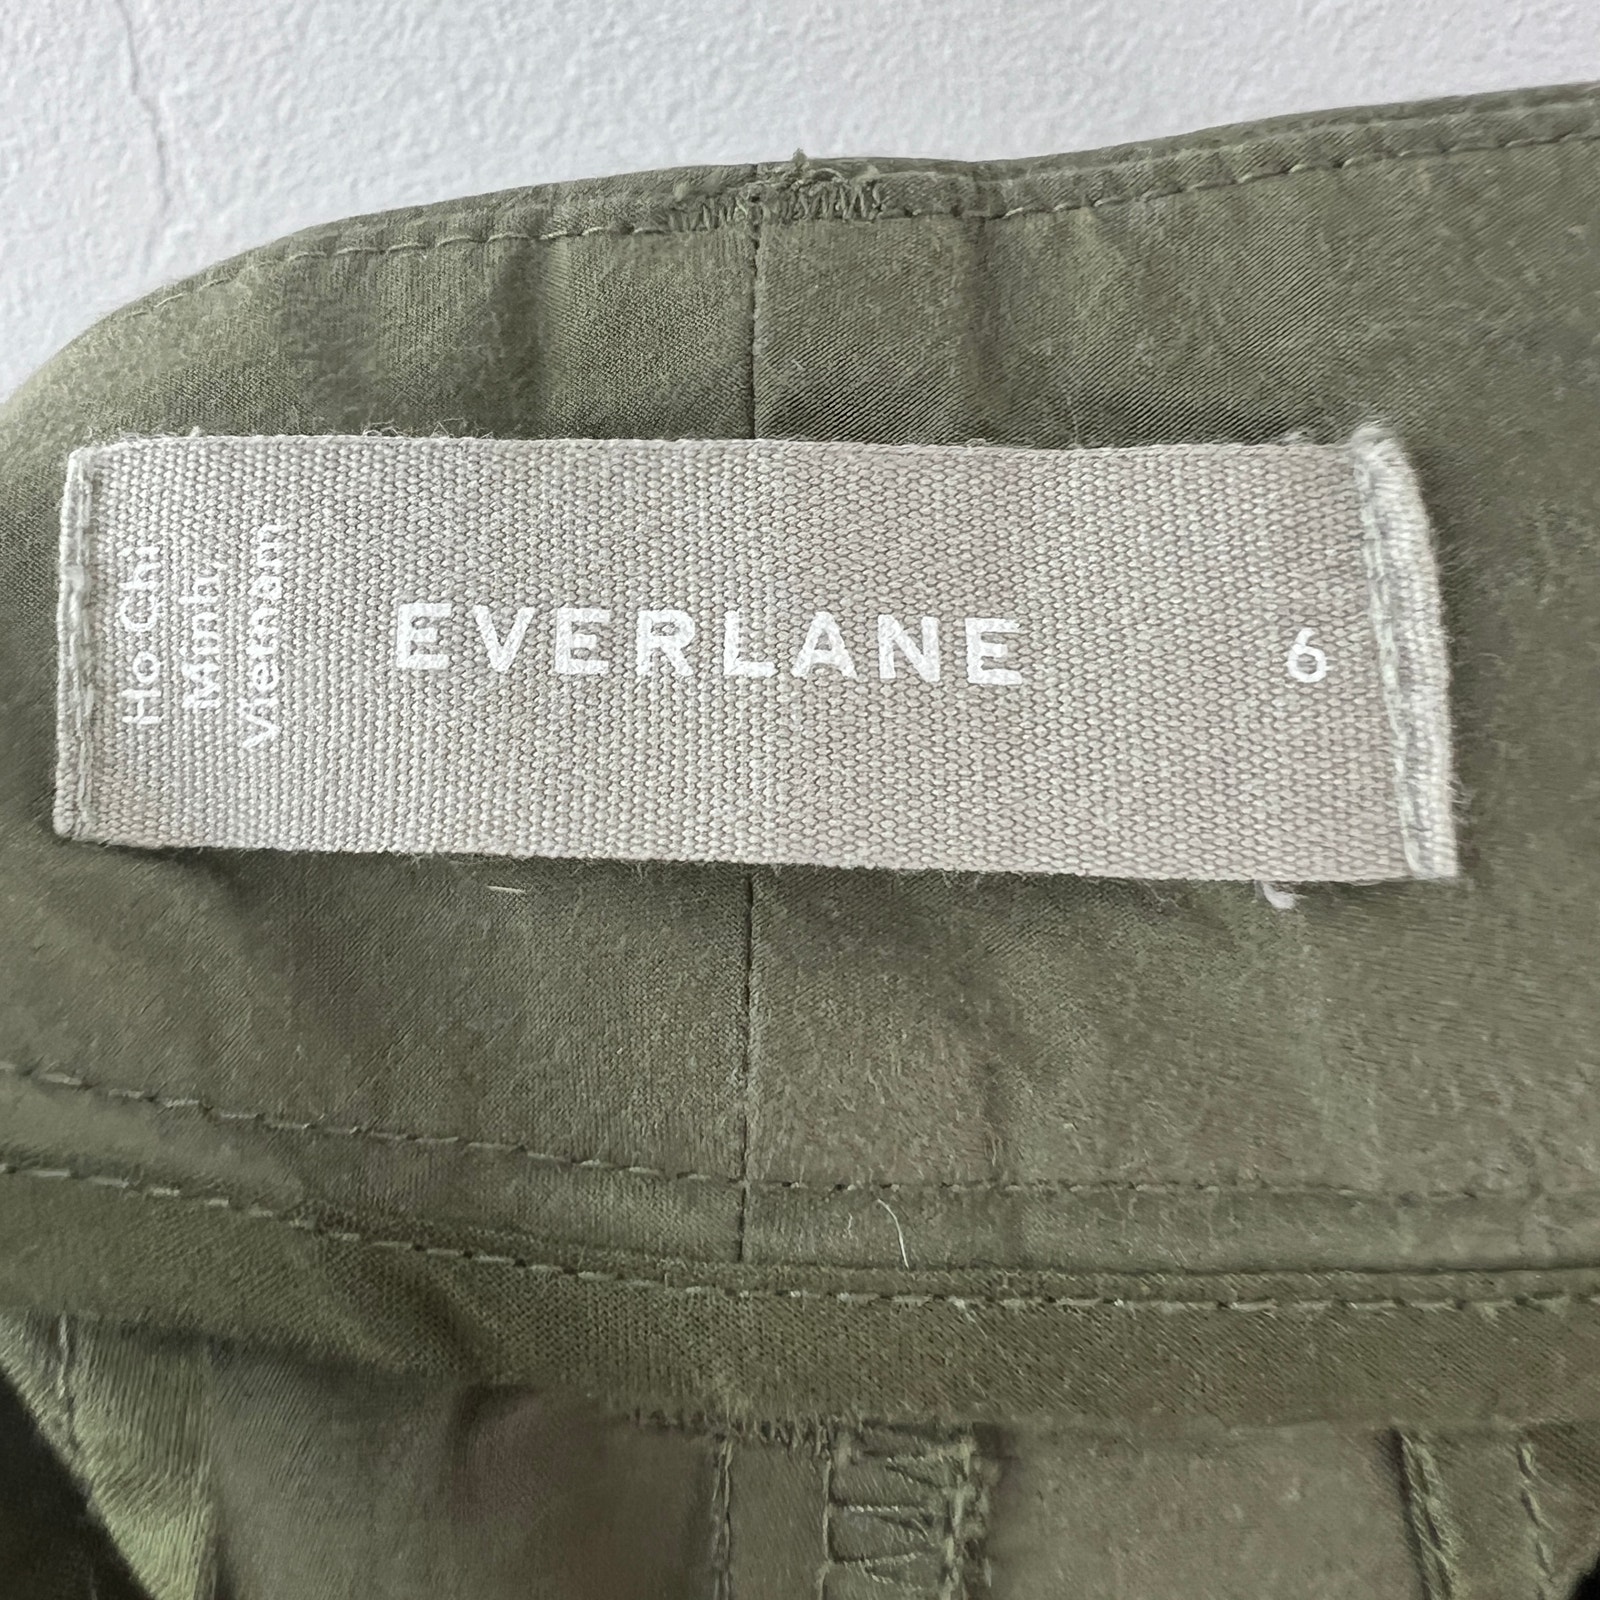 Ho Chi
Minh,
Vietnam
EVERLANE
6